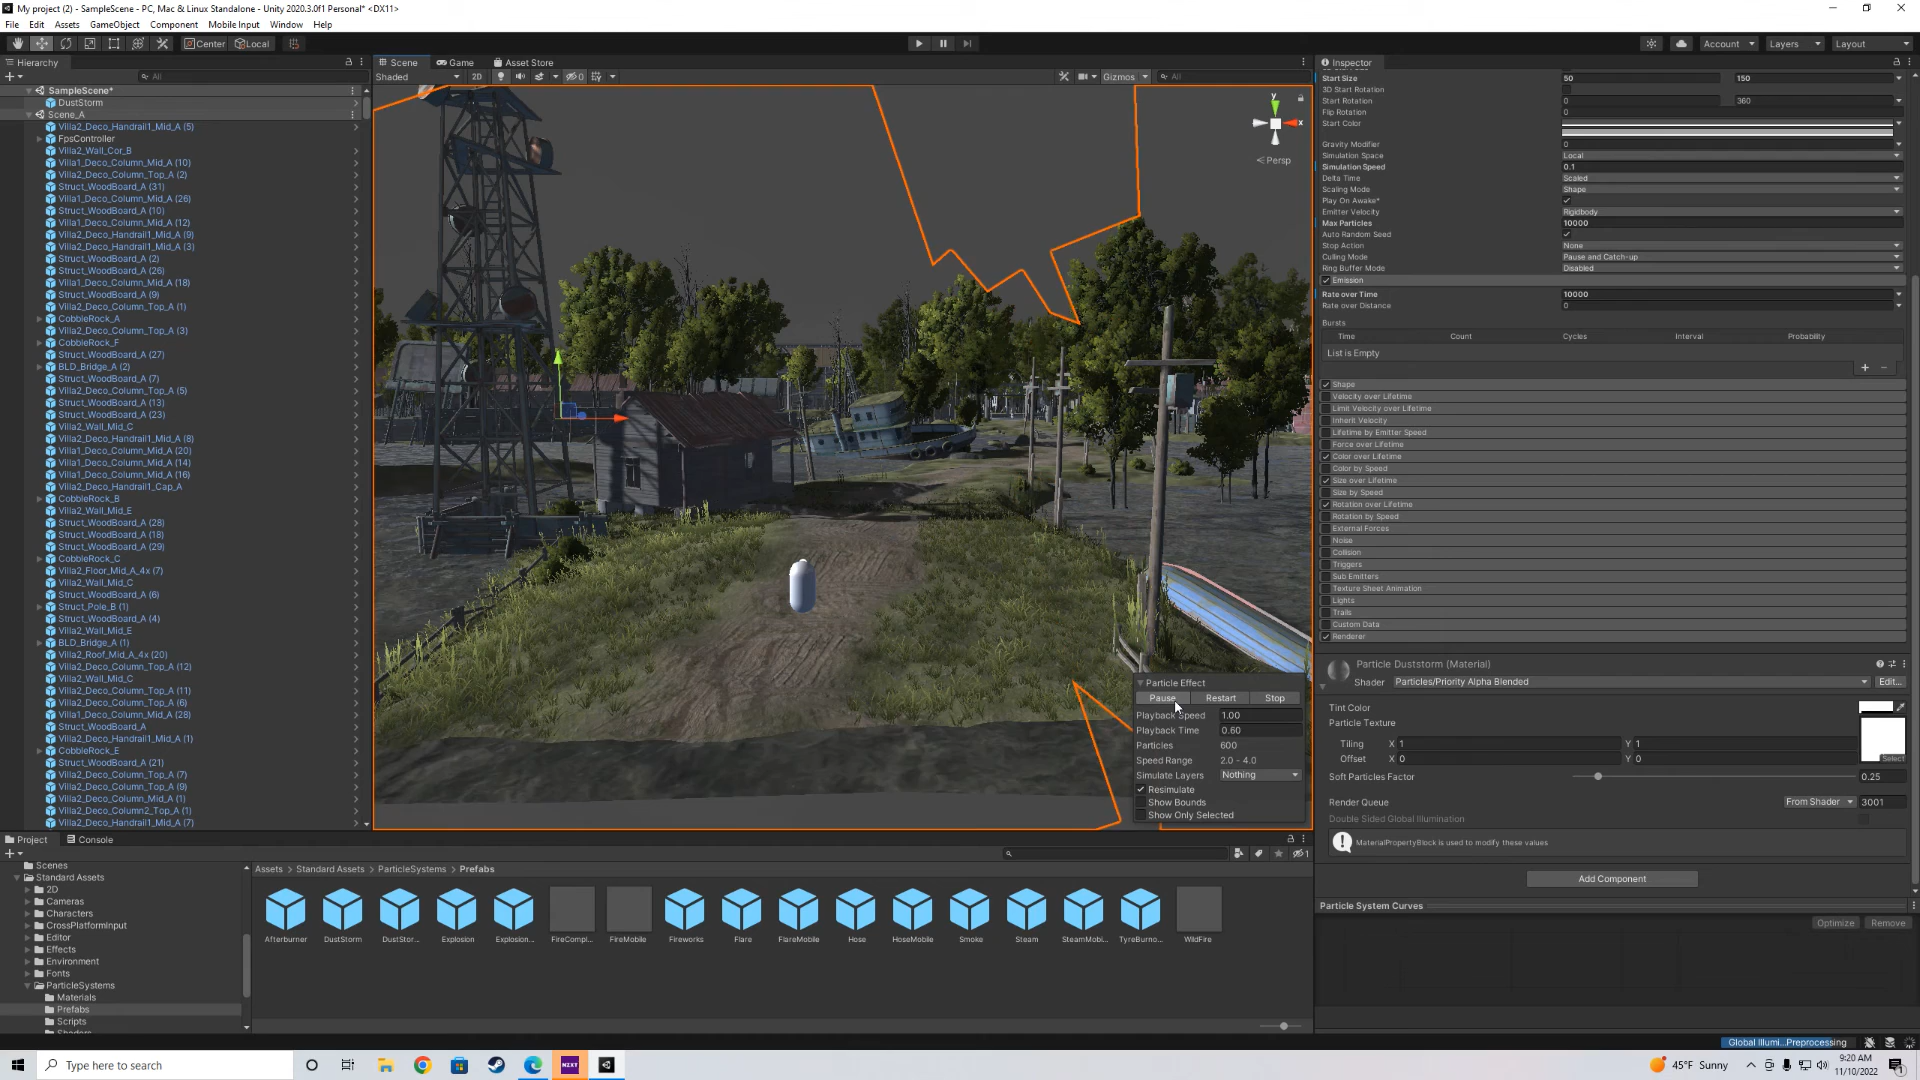 My project (2) - SampleScene - PC, Mac & Linux Standalone - Unity 2020.3.0f1 Personal* <DX11>
File Edit Assets GameObject Component Mobile Input Window Help
Center Local
Account Layers Layout
Hierarchy
All
SampleScene*
DustStorm
Scene_A
Villa2_Deco_Handrail1_Mid_A (5)
FpsController
Villa2_Wall_Cor_B
Villa1_Deco_Column_Mid_A (10)
Villa2_Deco_Column_Top_A (2)
Struct_WoodBoard_A (31)
Villa1_Deco_Column_Mid_A (26)
Struct_WoodBoard_A (10)
Villa1_Deco_Column_Mid_A (12)
Villa2_Deco_Handrail1_Mid_A (9)
Villa2_Deco_Handrail1_Mid_A (3)
Struct_WoodBoard_A (2)
Struct_WoodBoard_A (26)
Villa1_Deco_Column_Mid_A (18)
Struct_WoodBoard_A (9)
Villa2_Deco_Column_Top_A (1)
CobbleRock_A
Villa2_Deco_Column_Top_A (3)
CobbleRock_F
Struct_WoodBoard_A (27)
BLD_Bridge_A (2)
Struct_WoodBoard_A (7)
Villa2_Deco_Column_Top_A (5)
Struct_WoodBoard_A (13)
Struct_WoodBoard_A (23)
Villa2_Wall_Mid_C
Villa2_Deco_Handrail1_Mid_A (8)
Villa1_Deco_Column_Mid_A (20)
Villa1_Deco_Column_Mid_A (14)
Villa1_Deco_Column_Mid_A (16)
Villa2_Deco_Handrail1_Cap_A
CobbleRock_B
Villa2_Wall_Mid_E
Struct_WoodBoard_A (28)
Struct_WoodBoard_A (18)
Struct_WoodBoard_A (29)
CobbleRock_C
Villa2_Floor_Mid_A_4x (7)
Villa2_Wall_Mid_C
Struct_WoodBoard_A (6)
Struct_Pole_B (1)
Struct_WoodBoard_A (4)
Villa2_Wall_Mid_E
BLD_Bridge_A (1)
Villa2_Roof_Mid_A_4x (20)
Villa2_Deco_Column_Top_A (12)
Villa2_Wall_Mid_C
Villa2_Deco_Column_Top_A (11)
Villa2_Deco_Column_Top_A (6)
Villa1_Deco_Column_Mid_A (28)
Struct_WoodBoard_A
Villa2_Deco_Handrail1_Mid_A (1)
CobbleRock_E
Struct_WoodBoard_A (21)
Villa2_Deco_Column_Top_A (7)
Villa2_Deco_Column_Top_A (9)
Villa2_Deco_Column_Mid_A (1)
Villa2_Deco_Column2_Top_A (1)
Villa2_Deco_Handrail1_Mid_A (7)
Scene Game Asset Store
Shaded 2D 0 Gizmos All
y
x
Persp
Particle Effect
Pause Restart Stop
Playback Speed 1.00
Playback Time 0.60
Particles 600
Speed Range 2.0 - 4.0
Simulate Layers Nothing
Resimulate
Show Bounds
Show Only Selected
Inspector
Start Size 50 150
3D Start Rotation
Start Rotation 0 360
Flip Rotation 0
Start Color
Gravity Modifier 0
Simulation Space Local
Simulation Speed 0.1
Delta Time Scaled
Scaling Mode Shape
Play On Awake*
Emitter Velocity Rigidbody
Max Particles 10000
Auto Random Seed
Stop Action None
Culling Mode Pause and Catch-up
Ring Buffer Mode Disabled
Emission
Rate over Time 10000
Rate over Distance 0
Bursts
Time Count Cycles Interval Probability
List is Empty
Shape
Velocity over Lifetime
Limit Velocity over Lifetime
Inherit Velocity
Lifetime by Emitter Speed
Force over Lifetime
Color over Lifetime
Color by Speed
Size over Lifetime
Size by Speed
Rotation over Lifetime
Rotation by Speed
External Forces
Noise
Collision
Triggers
Sub Emitters
Texture Sheet Animation
Lights
Trails
Custom Data
Renderer
Particle Duststorm (Material)
Shader Particles/Priority Alpha Blended Edit...
Tint Color
Particle Texture
Tiling X 1 Y 1
Offset X 0 Y 0
Select
Soft Particles Factor 0.25
Render Queue From Shader 3001
Double Sided Global Illumination
MaterialPropertyBlock is used to modify these values
Add Component
Particle System Curves
Optimize Remove
Project Console
1
Scenes
Standard Assets
2D
Cameras
Characters
CrossPlatformInput
Editor
Effects
Environment
Fonts
ParticleSystems
Materials
Prefabs
Scripts
Assets Standard Assets ParticleSystems Prefabs
Afterburner DustStorm DustStor... Explosion Explosion... FireCompl... FireMobile Fireworks Flare FlareMobile Hose HoseMobile Smoke Steam SteamMobi... TyreBurno... WildFire
Global Illumi...Preprocessing
Type here to search
NZXT
45°F Sunny
9:20 AM
11/10/2022